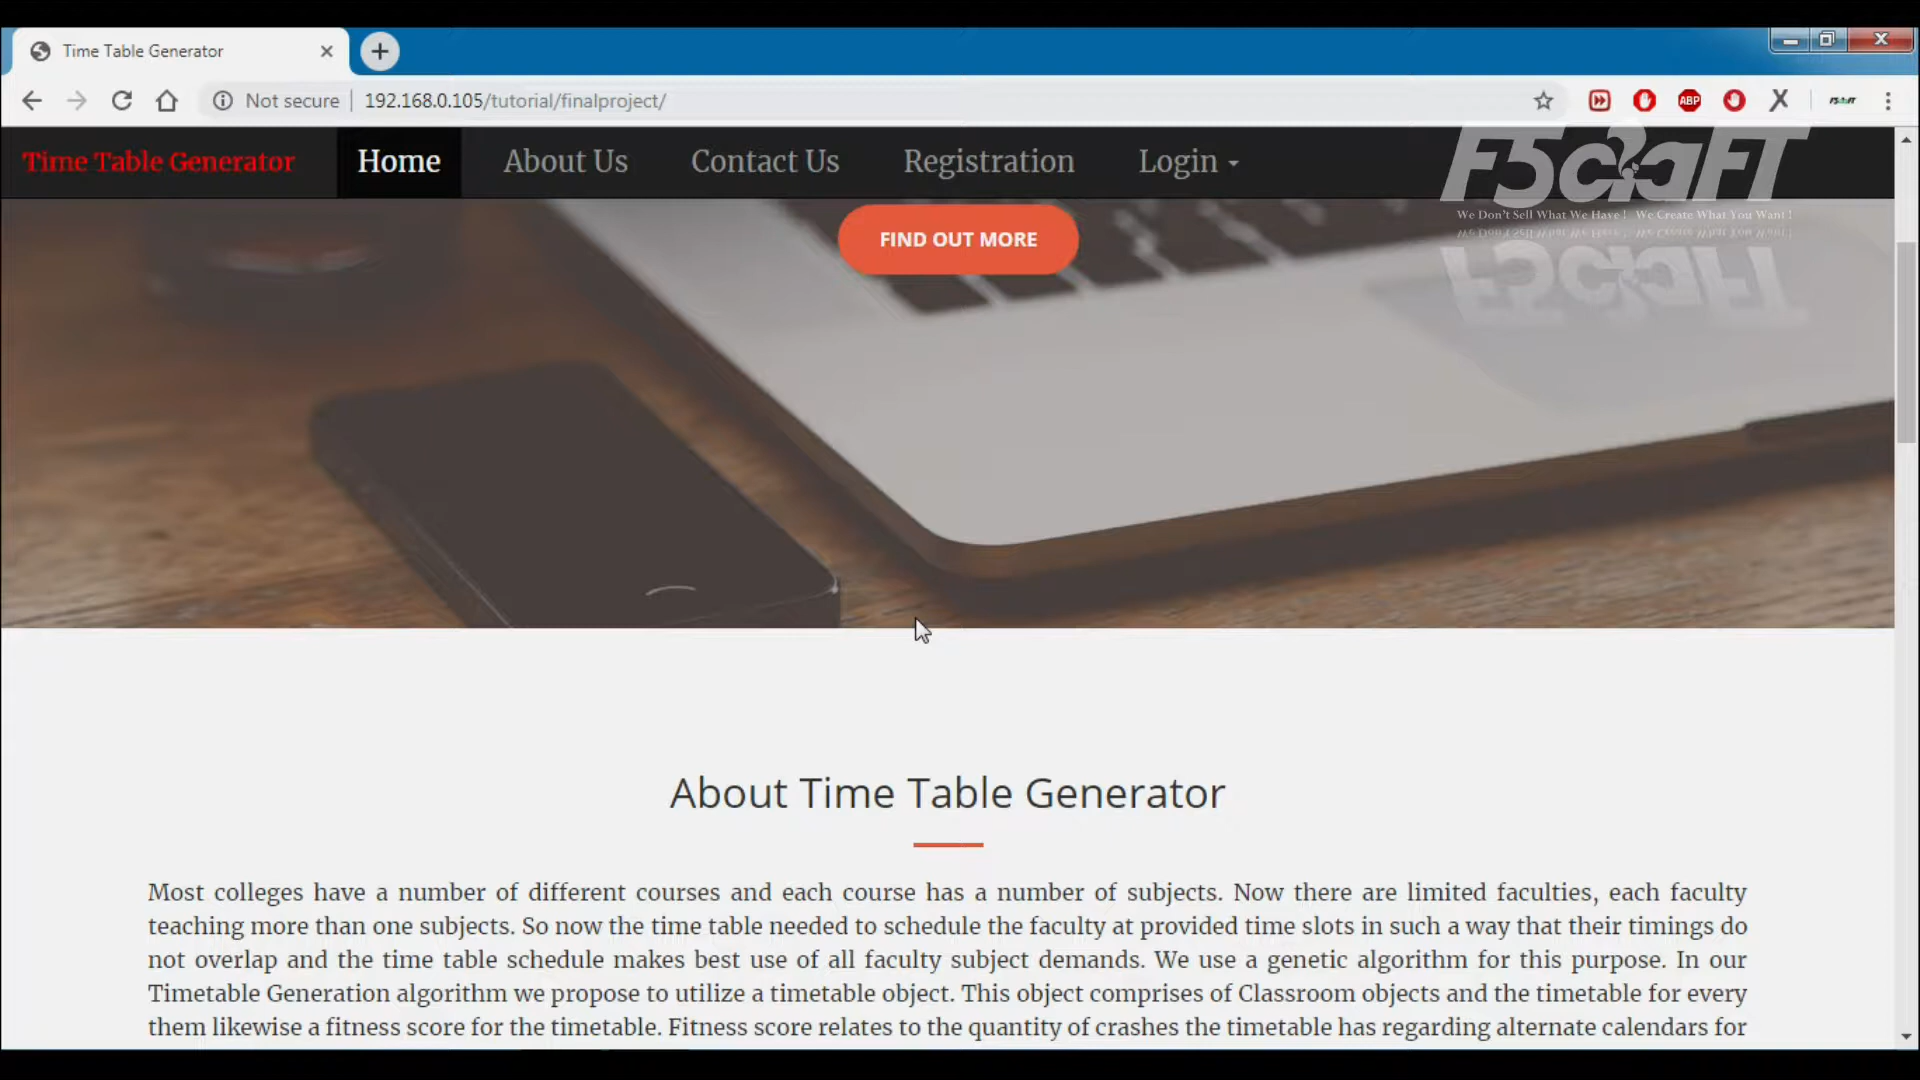 Time Table Generator
Not secure
192.168.0.105/tutorial/finalproject/
ABP
Time Table Generator
Home
About Us
Contact Us
Registration
Login
F5craFT
We Don't Sell What We Have ! We Create What You Want !
FIND OUT MORE
About Time Table Generator
Most colleges have a number of different courses and each course has a number of subjects. Now there are limited faculties, each faculty
teaching more than one subjects. So now the time table needed to schedule the faculty at provided time slots in such a way that their timings do
not overlap and the time table schedule makes best use of all faculty subject demands. We use a genetic algorithm for this purpose. In our
Timetable Generation algorithm we propose to utilize a timetable object. This object comprises of Classroom objects and the timetable for every
them likewise a fitness score for the timetable. Fitness score relates to the quantity of crashes the timetable has regarding alternate calendars for